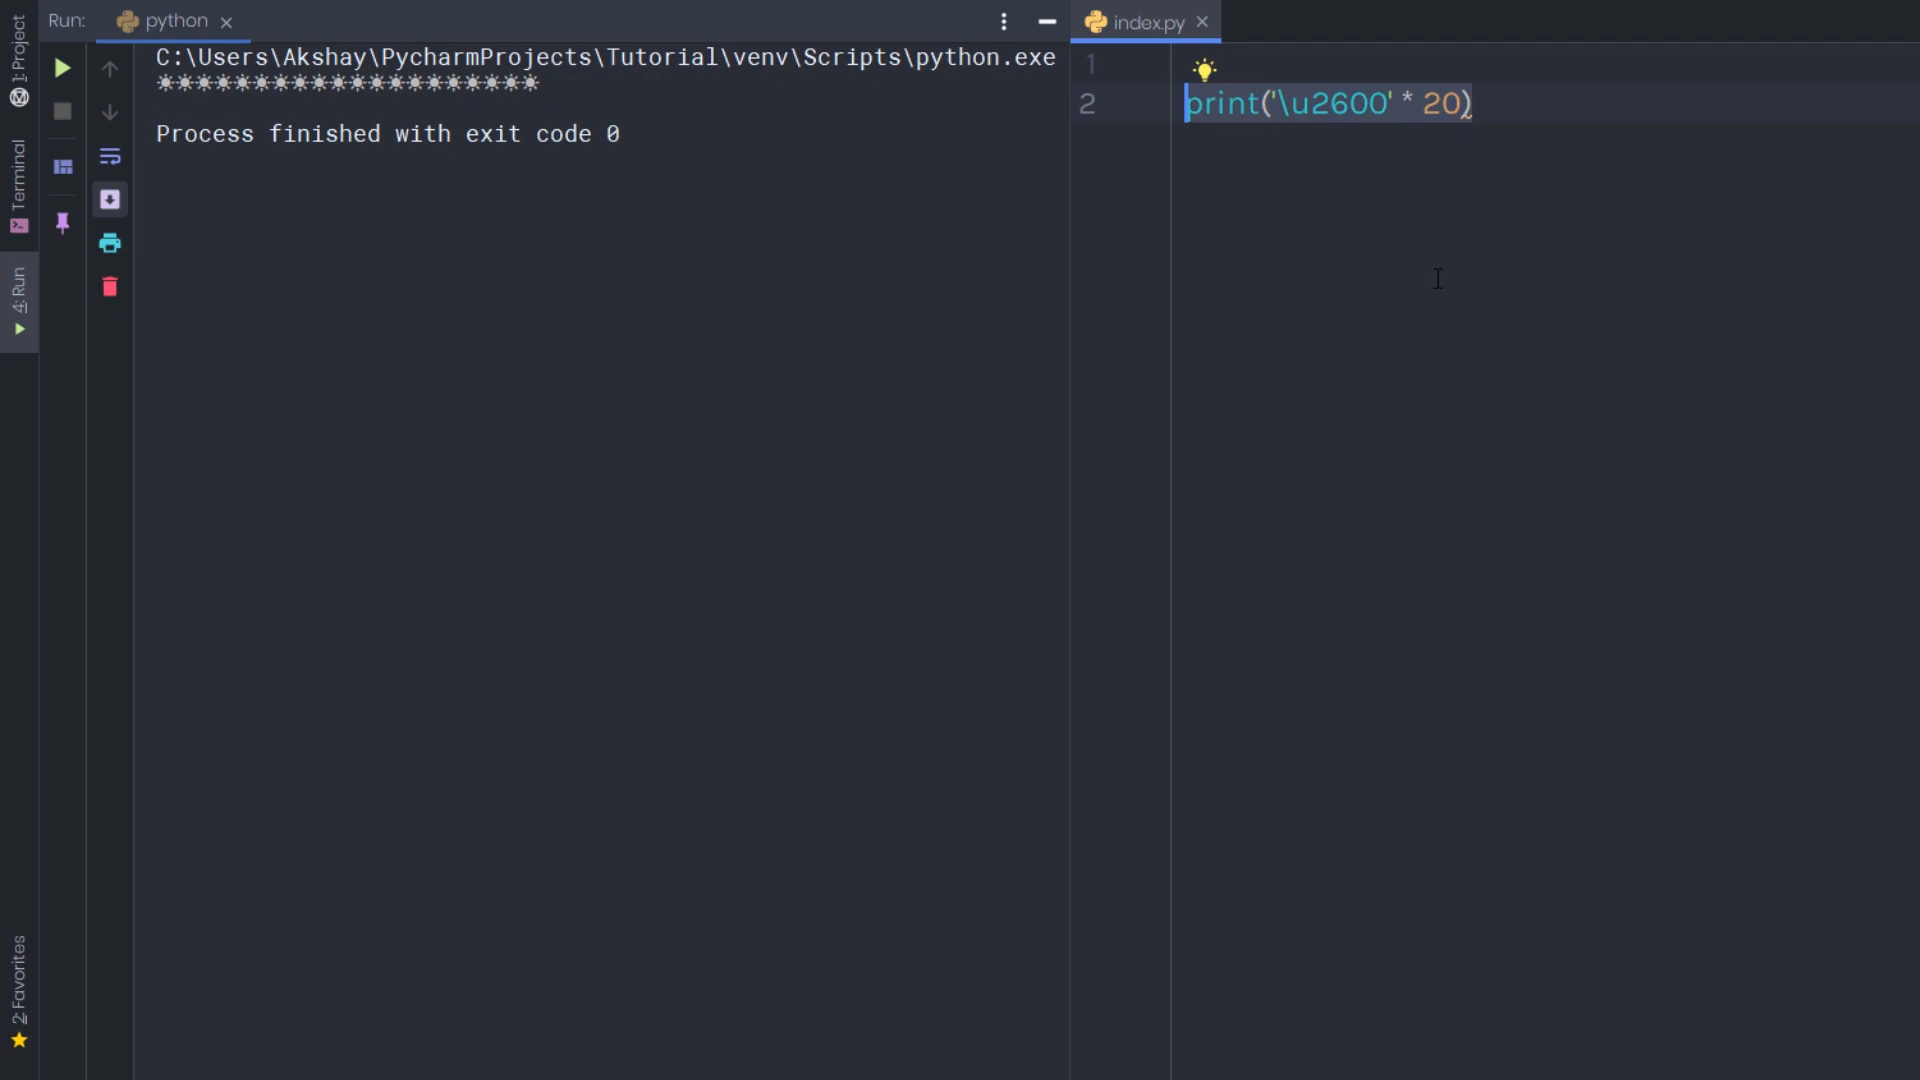 1: Project
Terminal
4: Run
2: Favorites
Run: python
C:\Users\Akshay\PycharmProjects\Tutorial\venv\Scripts\python.exe
☀☀☀☀☀☀☀☀☀☀☀☀☀☀☀☀☀☀☀☀
Process finished with exit code 0
index.py
1
2 print('\u2600' * 20)